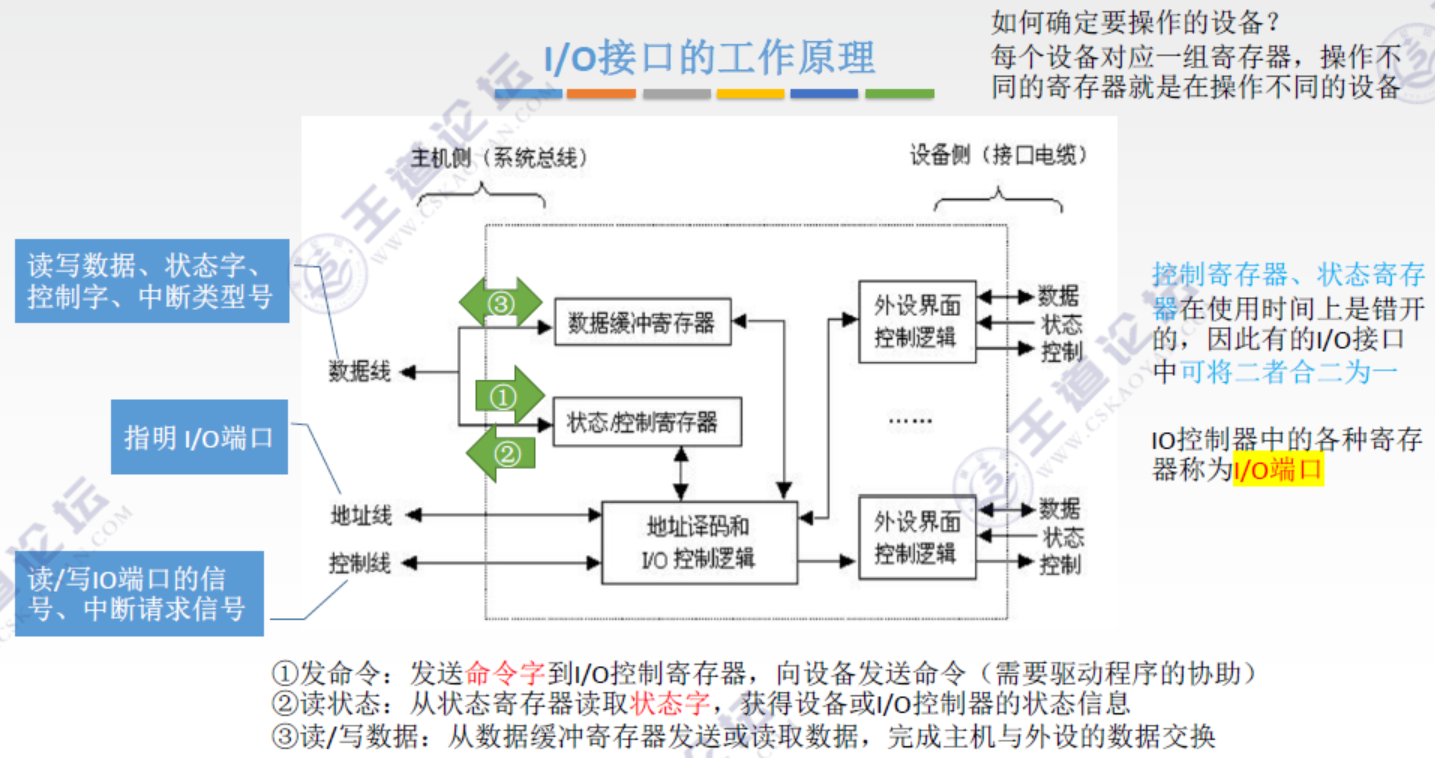 I/O接口的工作原理
如何确定要操作的设备?
每个设备对应一组寄存器，操作不
同的寄存器就是在操作不同的设备
主机侧（系统总线）
设备侧（接口电缆）
读写数据、状态字、
控制字、中断类型号
指明 I/O端口
读/写IO端口的信
号、中断请求信号
数据线
地址线
控制线
③
数据缓冲寄存器
①
状态/控制寄存器
②
地址译码和
I/O 控制逻辑
外设界面
控制逻辑
数据
状态
控制
……
外设界面
控制逻辑
数据
状态
控制
控制寄存器、状态寄存
器在使用时间上是错开
的，因此有的I/O接口
中可将二者合二为一
IO控制器中的各种寄存
器称为I/O端口
①发命令：发送命令字到I/O控制寄存器，向设备发送命令（需要驱动程序的协助）
②读状态：从状态寄存器读取状态字，获得设备或I/O控制器的状态信息
③读/写数据：从数据缓冲寄存器发送或读取数据，完成主机与外设的数据交换
王道论坛
WWW.CSKAOYAN.COM